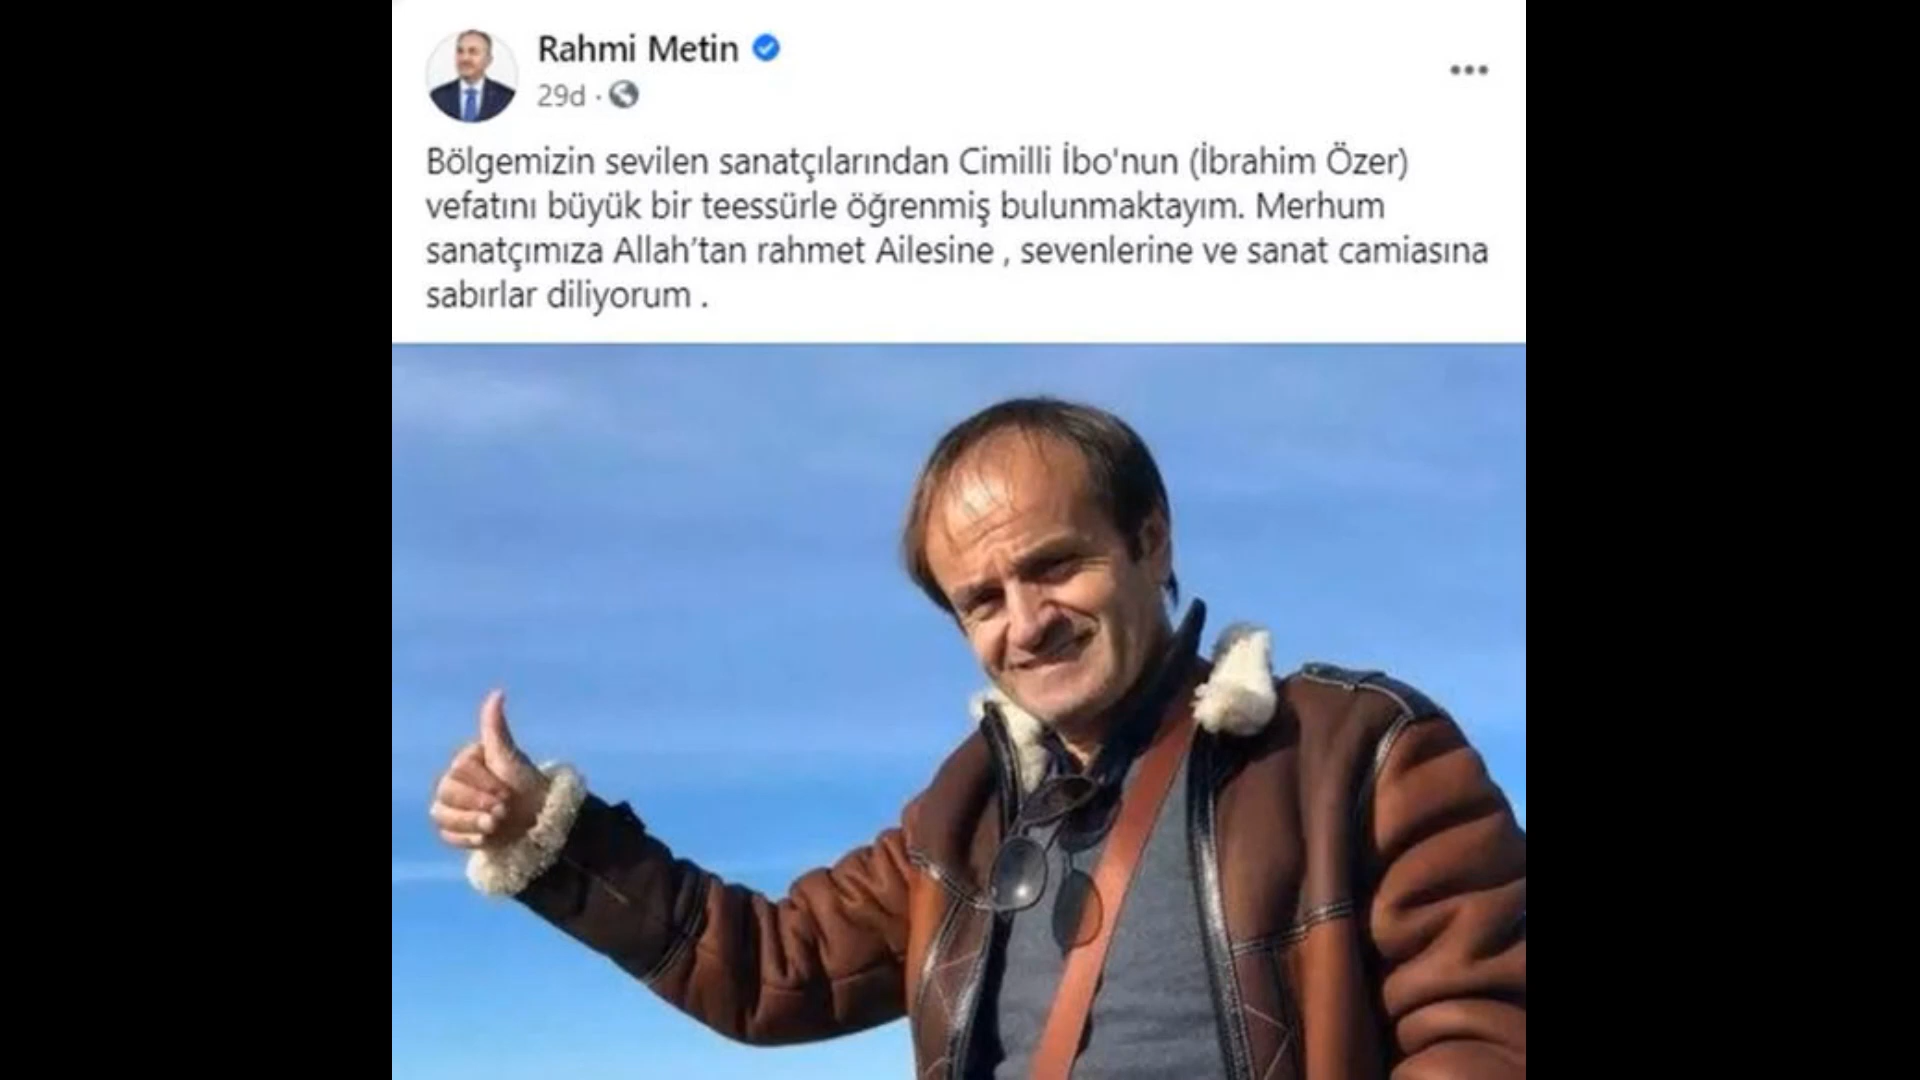 Rahmi Metin
29d ·
Bölgemizin sevilen sanatçılarından Cimilli İbo'nun (İbrahim Özer)
vefatını büyük bir teessürle öğrenmiş bulunmaktayım. Merhum
sanatçımıza Allah’tan rahmet Ailesine , sevenlerine ve sanat camiasına
sabırlar diliyorum .